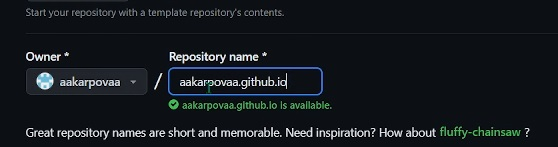 Start your repository with a template repository's contents.
Owner * Repository name *
aakarpovaa / aakarpovaa.github.io
aakarpovaa.github.io is available.
Great repository names are short and memorable. Need inspiration? How about fluffy-chainsaw ?